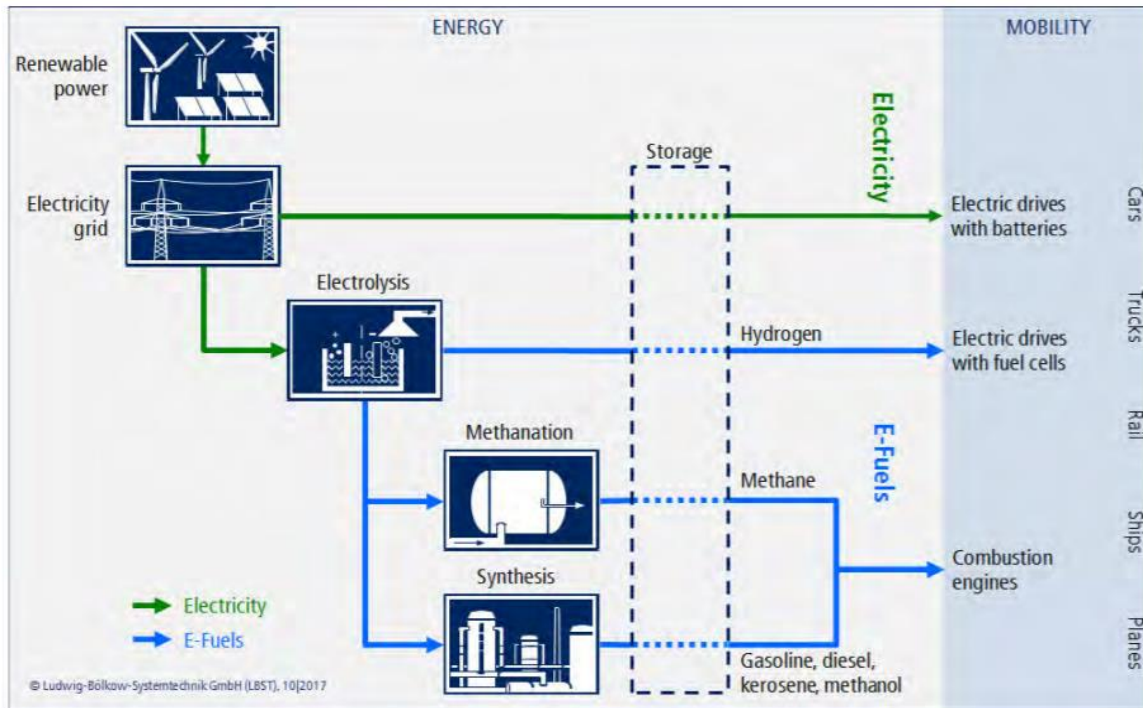 ENERGY
MOBILITY
Renewable
power
Electricity
grid
Storage
Electricity
Electric drives
with batteries
Cars
Electrolysis
Hydrogen
Electric drives
with fuel cells
Trucks
Methanation
E-Fuels
Methane
Rail
Synthesis
Combustion
engines
Ships
Electricity
E-Fuels
Gasoline, diesel,
kerosene, methanol
Planes
© Ludwig-Bölkow-Systemtechnik GmbH (LBST), 10|2017